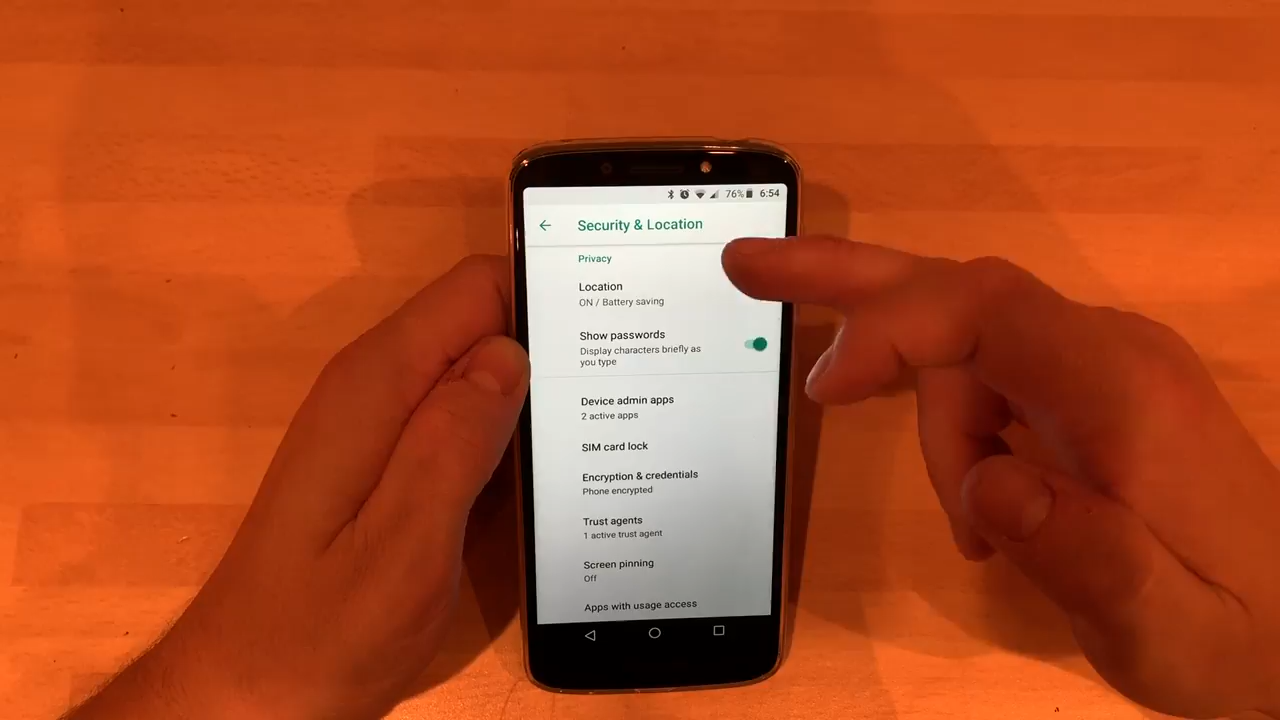 76% 6:54
Security & Location
Privacy
Location
ON / Battery saving
Show passwords
Display characters briefly as
you type
Device admin apps
2 active apps
SIM card lock
Encryption & credentials
Phone encrypted
Trust agents
1 active trust agent
Screen pinning
Off
Apps with usage access